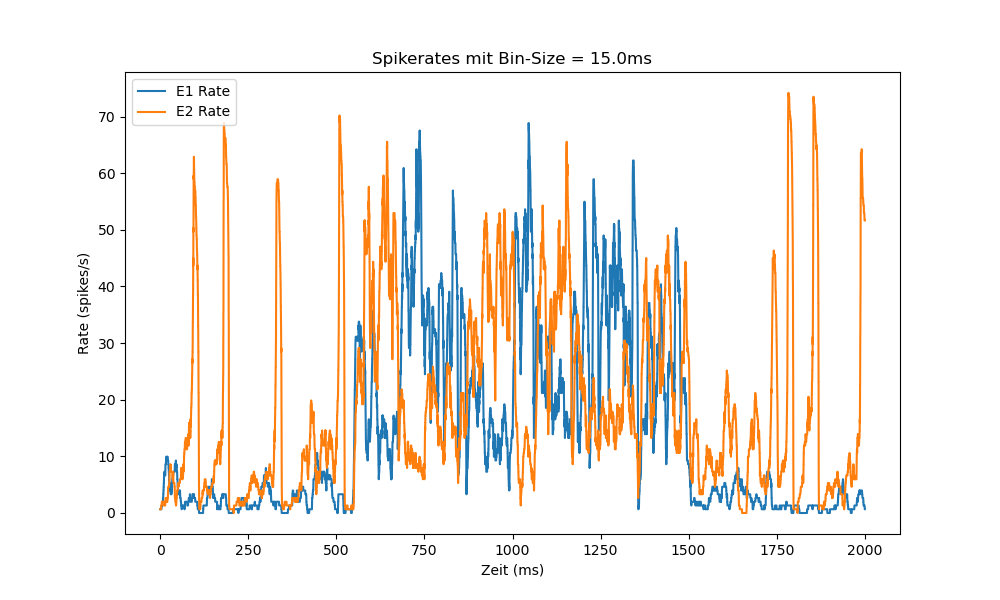 Spikerates mit Bin-Size = 15.0ms
E1 Rate
E2 Rate
Rate (spikes/s)
70
60
50
40
30
20
10
0
0 250 500 750 1000 1250 1500 1750 2000
Zeit (ms)